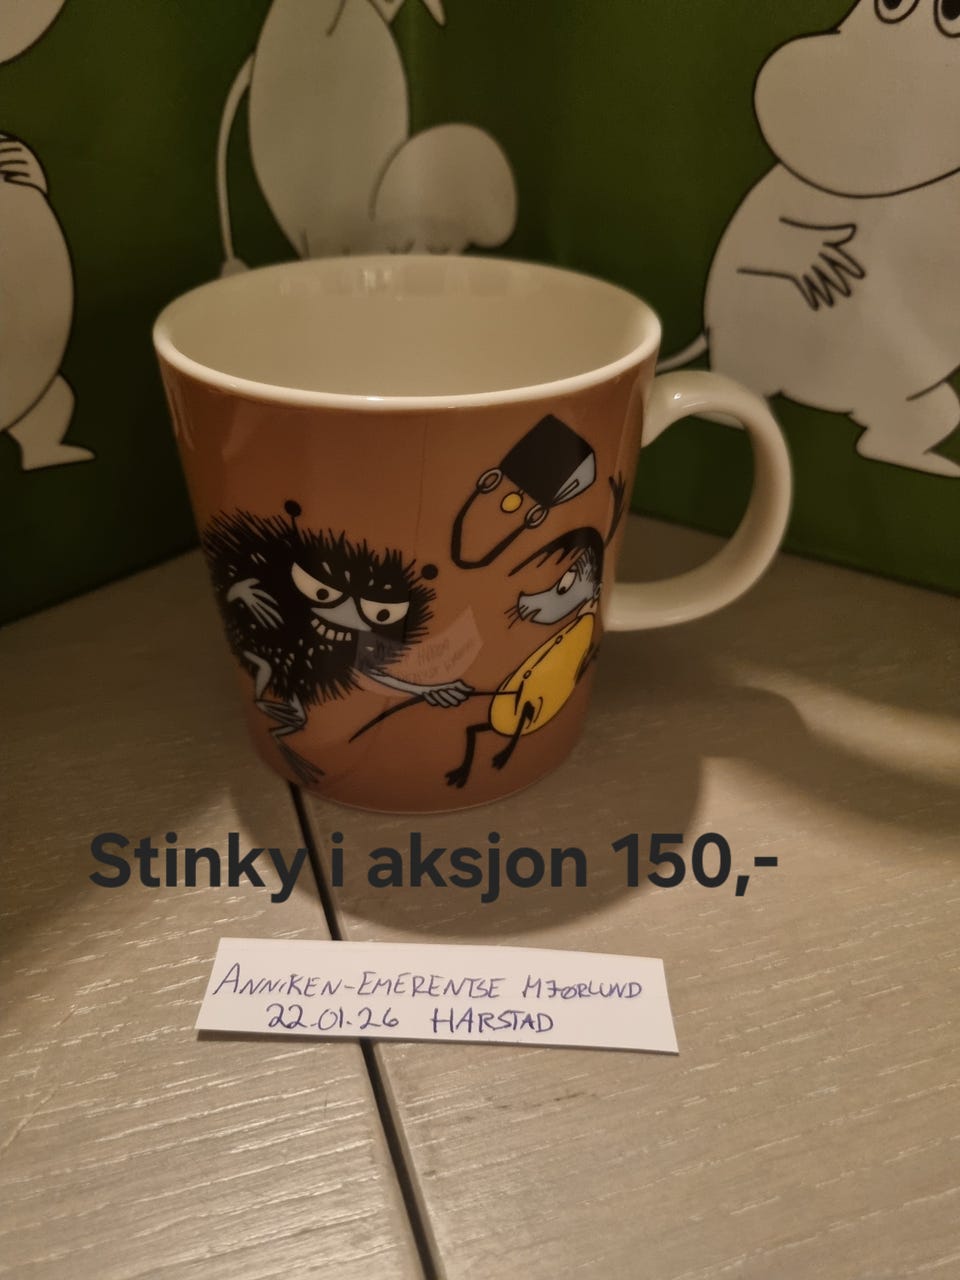 Stinky i aksjon 150,-
ANNIKEN-EMERENTSE MJØRLUND
22.01.26 HARSTAD